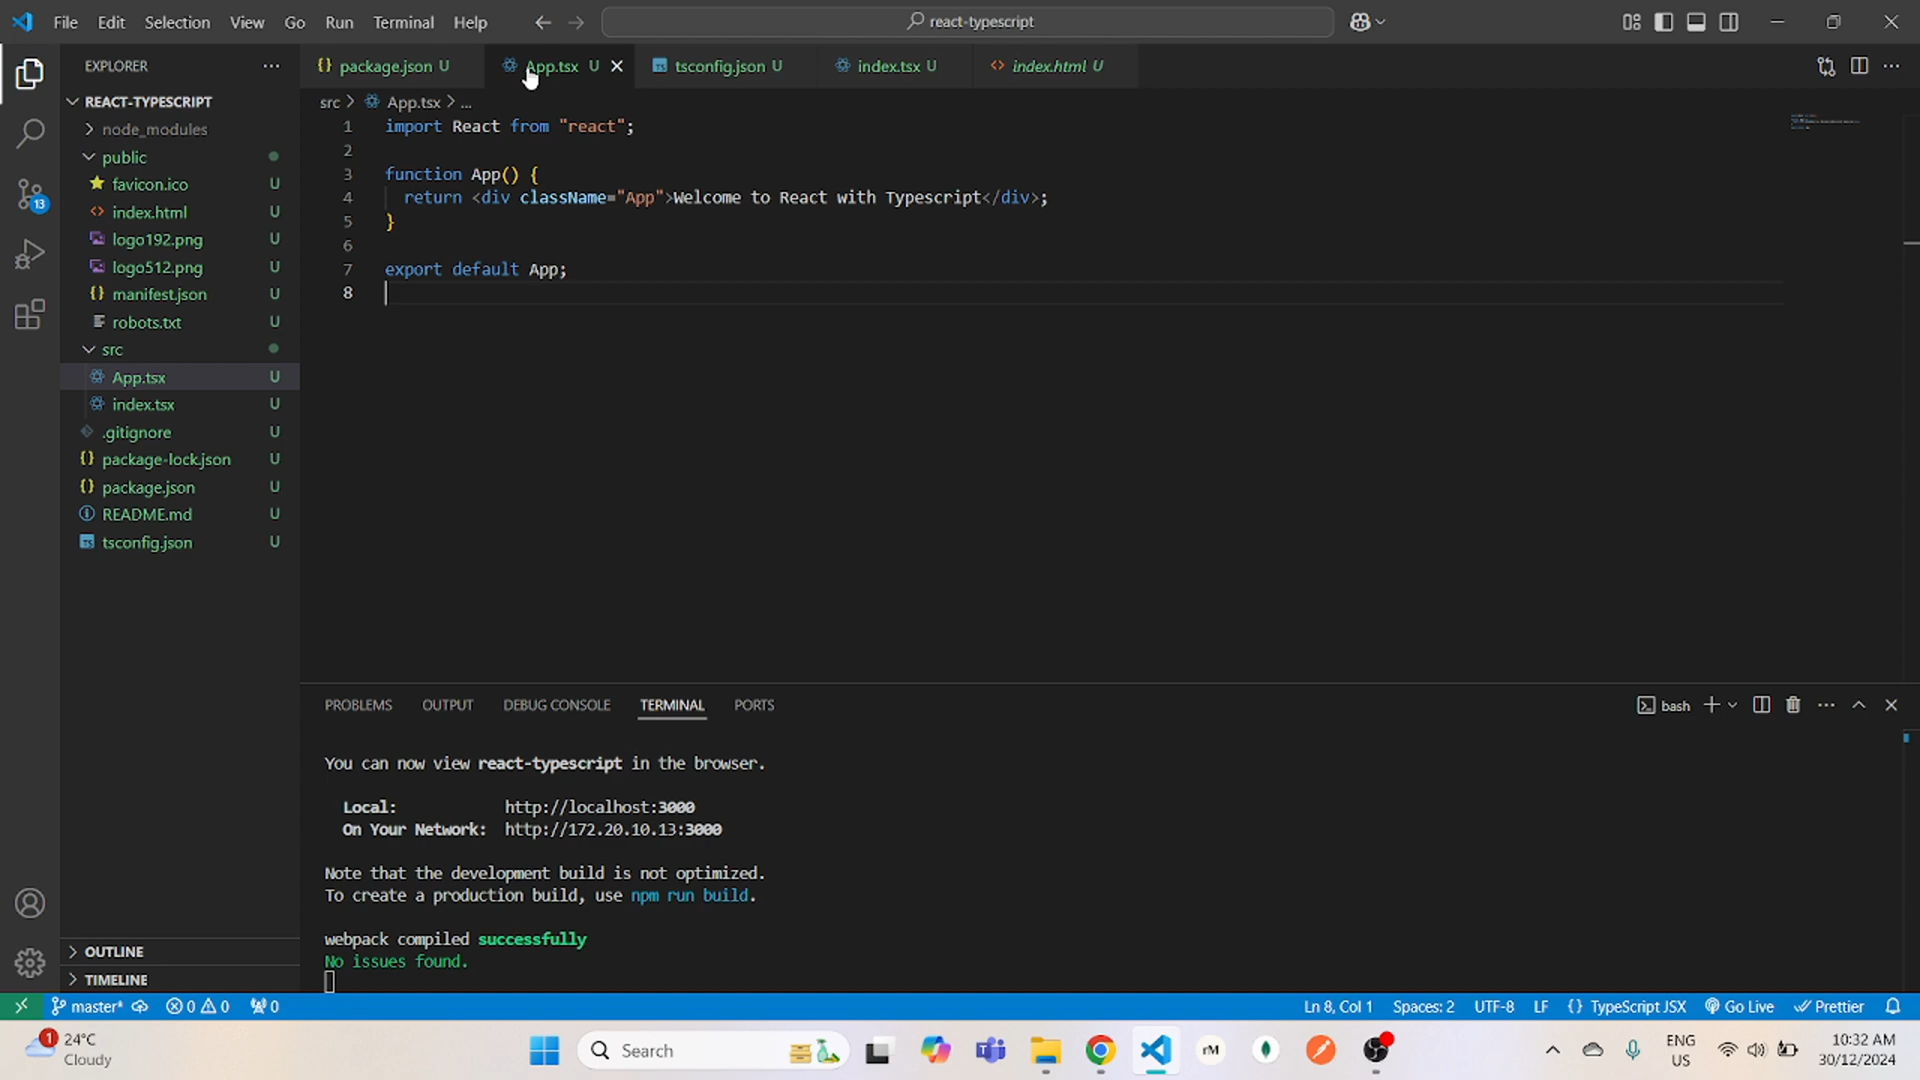 File Edit Selection View Go Run Terminal Help
react-typescript
EXPLORER
package.json U
App.tsx U
tsconfig.json U
index.tsx U
index.html U
REACT-TYPESCRIPT
node_modules
public
favicon.ico U
index.html U
logo192.png U
logo512.png U
manifest.json U
robots.txt U
src
App.tsx U
index.tsx U
.gitignore U
package-lock.json U
package.json U
README.md U
tsconfig.json U
OUTLINE
TIMELINE
13
src > App.tsx > ...
1 import React from "react";
2
3 function App() {
4 return <div className="App">Welcome to React with Typescript</div>;
5 }
6
7 export default App;
8
PROBLEMS OUTPUT DEBUG CONSOLE TERMINAL PORTS
bash
You can now view react-typescript in the browser.
Local: http://localhost:3000
On Your Network: http://172.20.10.13:3000
Note that the development build is not optimized.
To create a production build, use npm run build.
webpack compiled successfully
No issues found.
master* 0 0 0
Ln 8, Col 1 Spaces: 2 UTF-8 LF {} TypeScript JSX Go Live Prettier
1
24°C
Cloudy
Search
rM
ENG
US
10:32 AM
30/12/2024